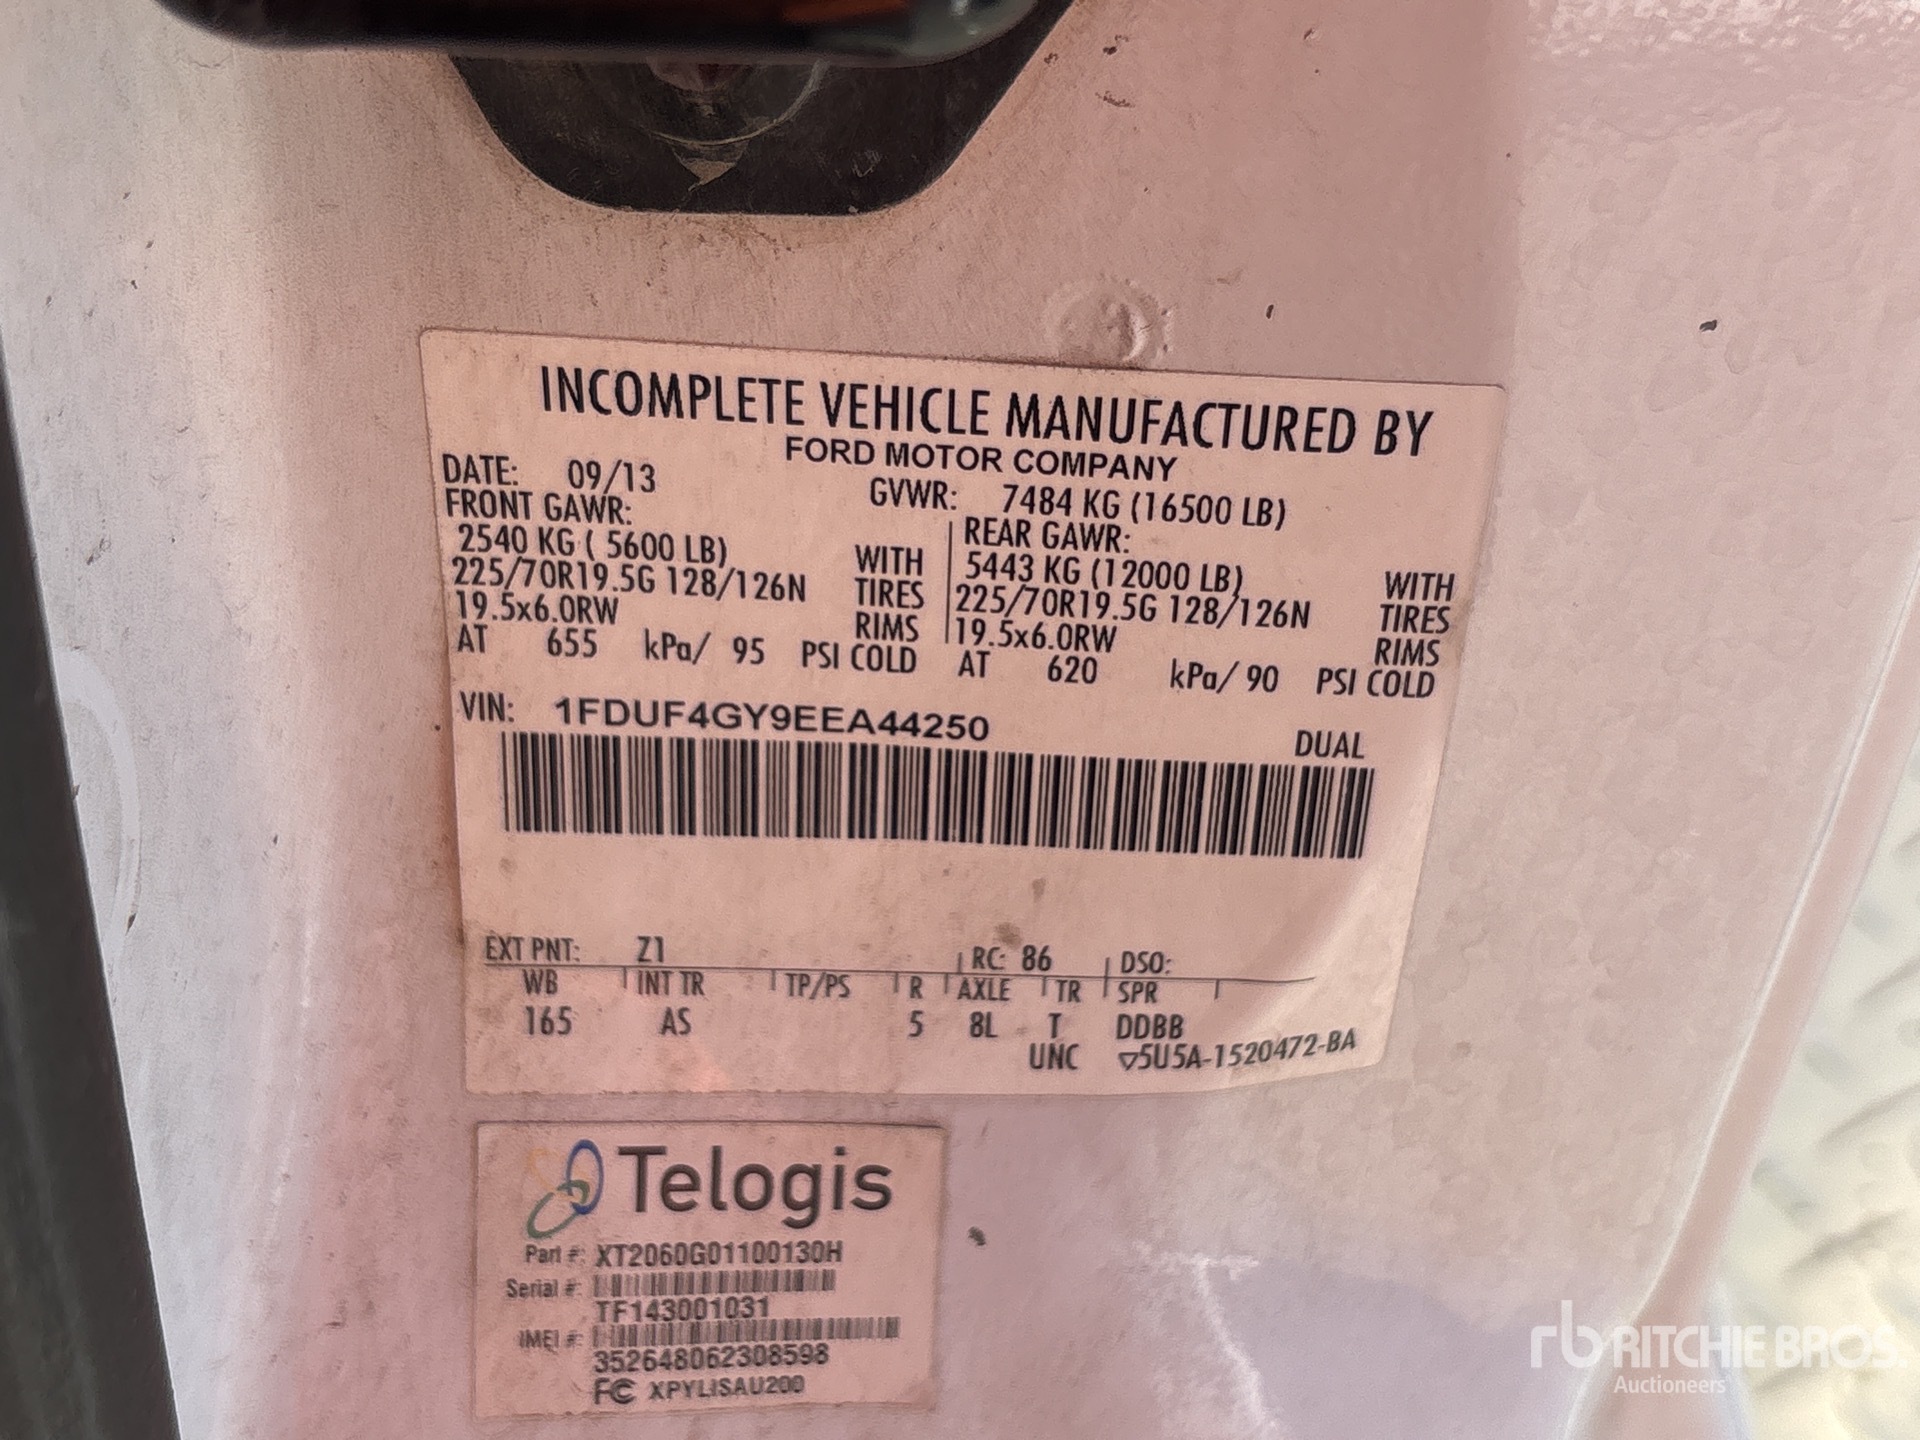 INCOMPLETE VEHICLE MANUFACTURED BY
FORD MOTOR COMPANY
DATE: 09/13 GVWR: 7484 KG (16500 LB)
FRONT GAWR: REAR GAWR:
2540 KG ( 5600 LB) WITH 5443 KG (12000 LB) WITH
225/70R19.5G 128/126N TIRES 225/70R19.5G 128/126N TIRES
19.5x6.0RW RIMS 19.5x6.0RW RIMS
AT 655 kPa/ 95 PSI COLD AT 620 kPa/ 90 PSI COLD
VIN: 1FDUF4GY9EEA44250
DUAL
EXT PNT: Z1 RC: 86 DSO:
WB INT TR TP/PS R AXLE TR SPR
165 AS 5 8L T DDBB
UNC ▽5U5A-1520472-BA
Telogis
Part #: XT2060G01100130H
Serial #:
TF143001031
IMEI #:
352648062308598
FC XPYLISAU200
rb RITCHIE BROS.
Auctioneers